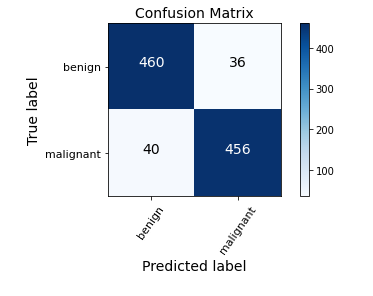 Confusion Matrix
benign 460 36
malignant 40 456
400
300
200
100
True label
benign malignant
Predicted label